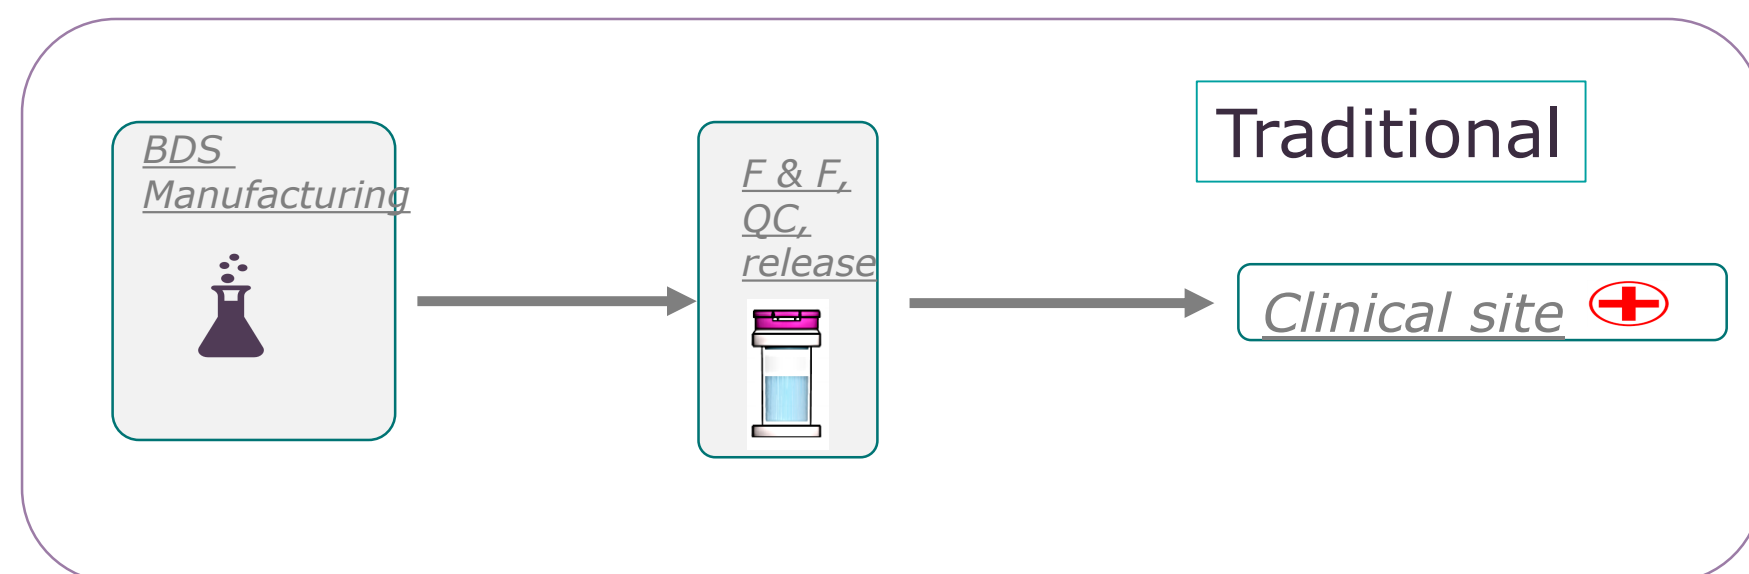 Traditional
BDS
Manufacturing
F & F,
QC,
release
Clinical site